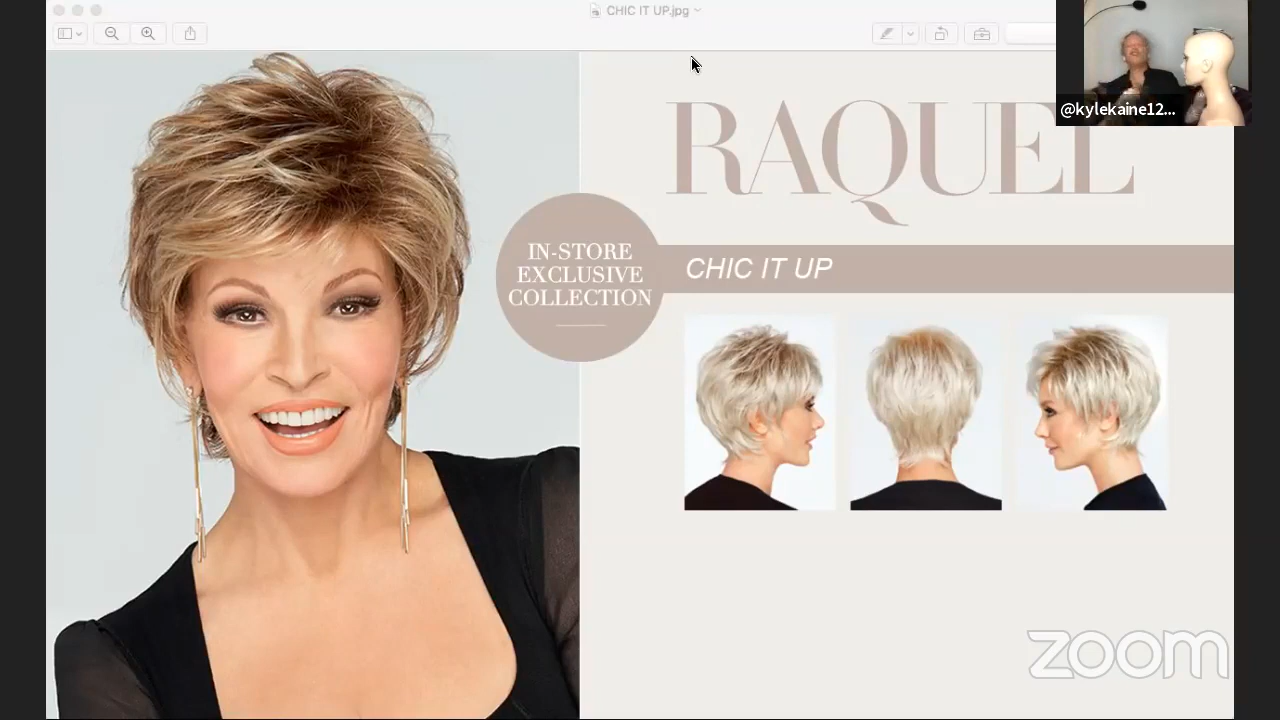 CHIC IT UP.jpg
@kylekaine12...
RAQUEL
IN-STORE
EXCLUSIVE
COLLECTION
CHIC IT UP
zoom